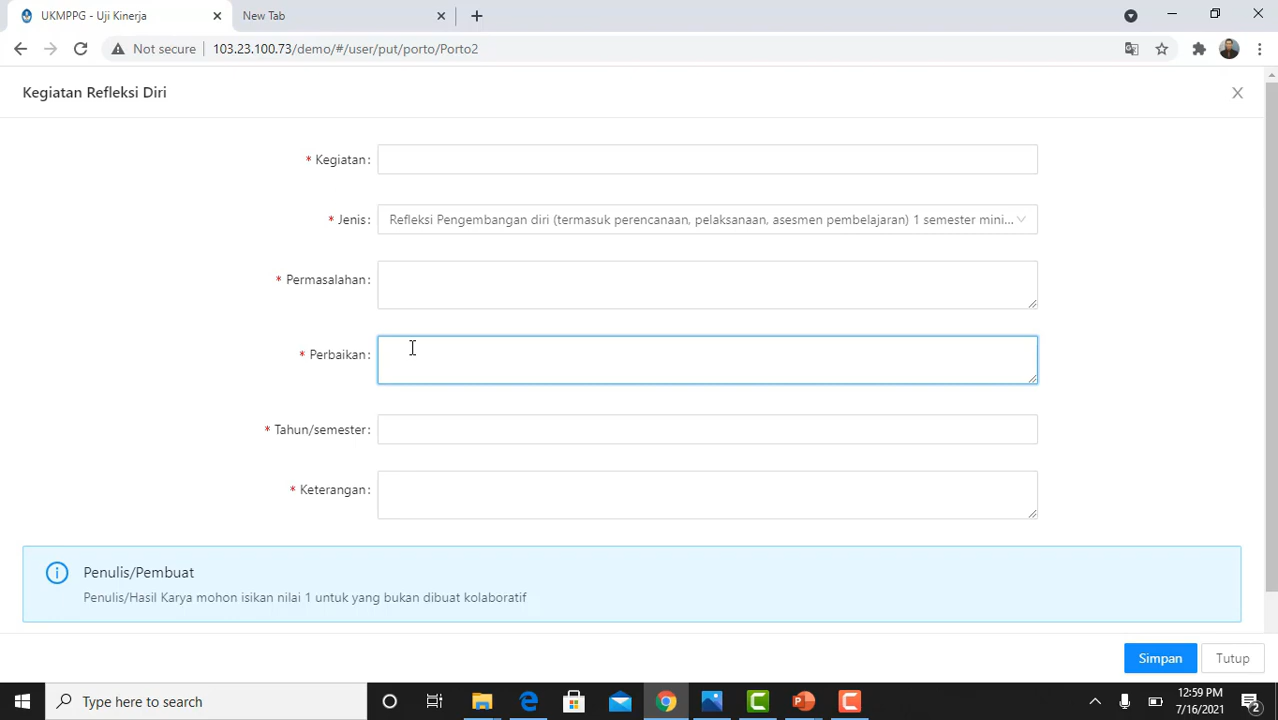 UKMPPG - Uji Kinerja
New Tab
Not secure
103.23.100.73/demo/#/user/put/porto/Porto2
Kegiatan Refleksi Diri
* Kegiatan:
* Jenis:
Refleksi Pengembangan diri (termasuk perencanaan, pelaksanaan, asesmen pembelajaran) 1 semester mini...
* Permasalahan:
* Perbaikan:
* Tahun/semester:
* Keterangan:
Penulis/Pembuat
Penulis/Hasil Karya mohon isikan nilai 1 untuk yang bukan dibuat kolaboratif
Simpan
Tutup
Type here to search
12:59 PM
7/16/2021
2